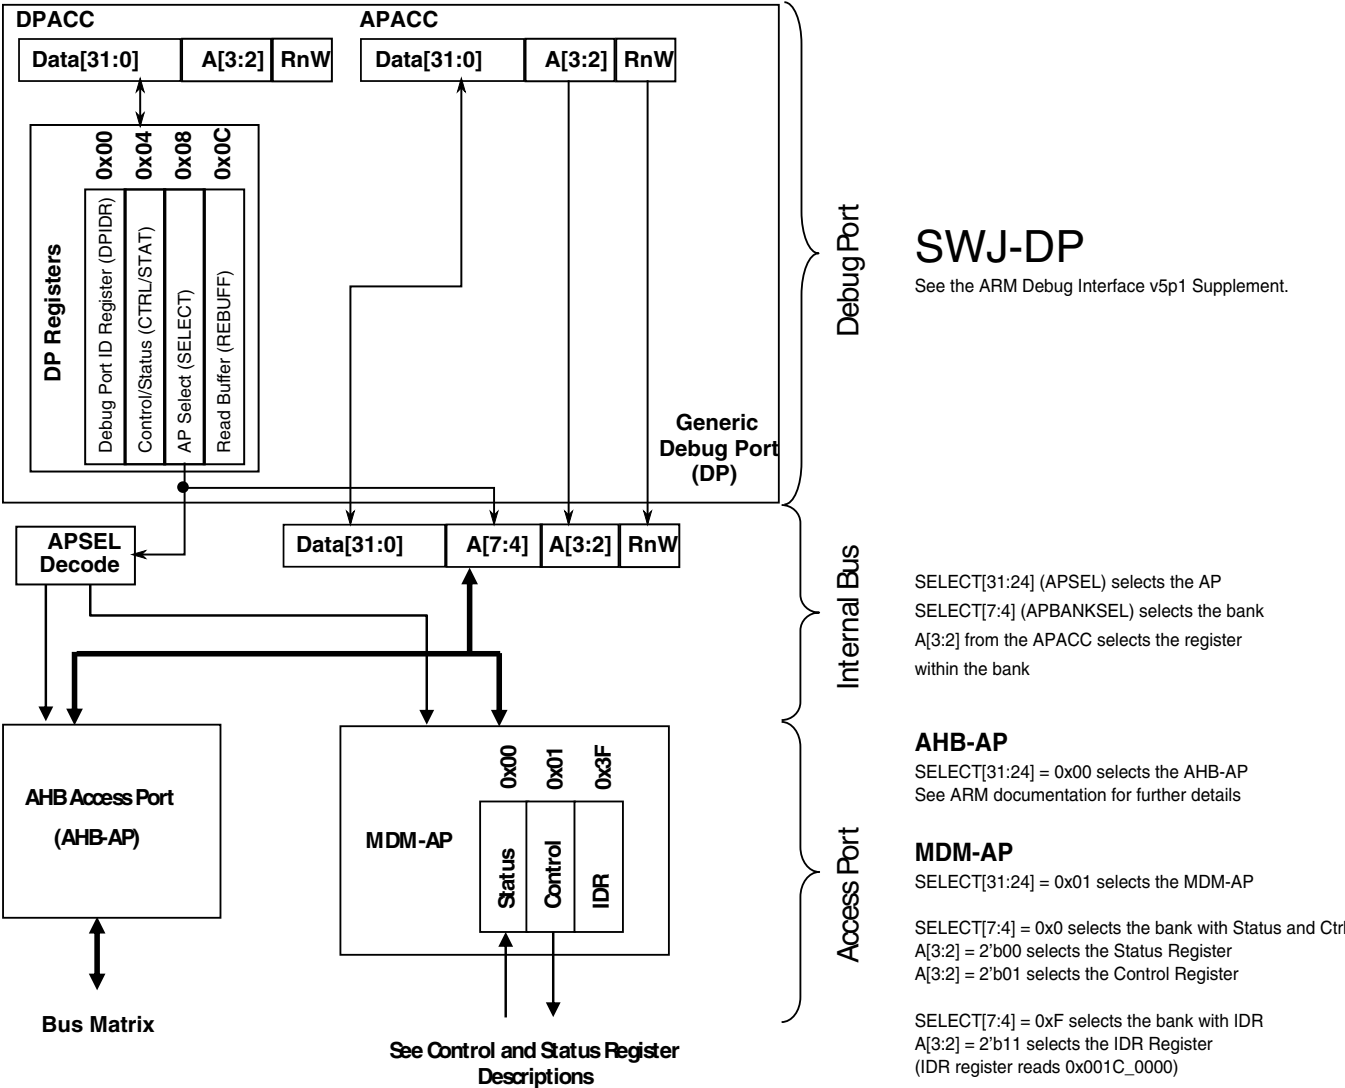 DPACC
APACC
Data[31:0]
A[3:2]
RnW
Data[31:0]
A[3:2]
RnW
0x00
0x04
0x08
0x0C
DP Registers
Debug Port ID Register (DPIDR)
Control/Status (CTRL/STAT)
AP Select (SELECT)
Read Buffer (REBUFF)
Generic
Debug Port
(DP)
Debug Port
SWJ-DP
See the ARM Debug Interface v5p1 Supplement.
APSEL
Decode
Data[31:0]
A[7:4]
A[3:2]
RnW
Internal Bus
SELECT[31:24] (APSEL) selects the AP
SELECT[7:4] (APBANKSEL) selects the bank
A[3:2] from the APACC selects the register
within the bank
AHB Access Port
(AHB-AP)
Bus Matrix
MDM-AP
0x00
0x01
0x3F
Status
Control
IDR
See Control and Status Register
Descriptions
Access Port
AHB-AP
SELECT[31:24] = 0x00 selects the AHB-AP
See ARM documentation for further details
MDM-AP
SELECT[31:24] = 0x01 selects the MDM-AP
SELECT[7:4] = 0x0 selects the bank with Status and Ctrl
A[3:2] = 2'b00 selects the Status Register
A[3:2] = 2'b01 selects the Control Register
SELECT[7:4] = 0xF selects the bank with IDR
A[3:2] = 2'b11 selects the IDR Register
(IDR register reads 0x001C_0000)